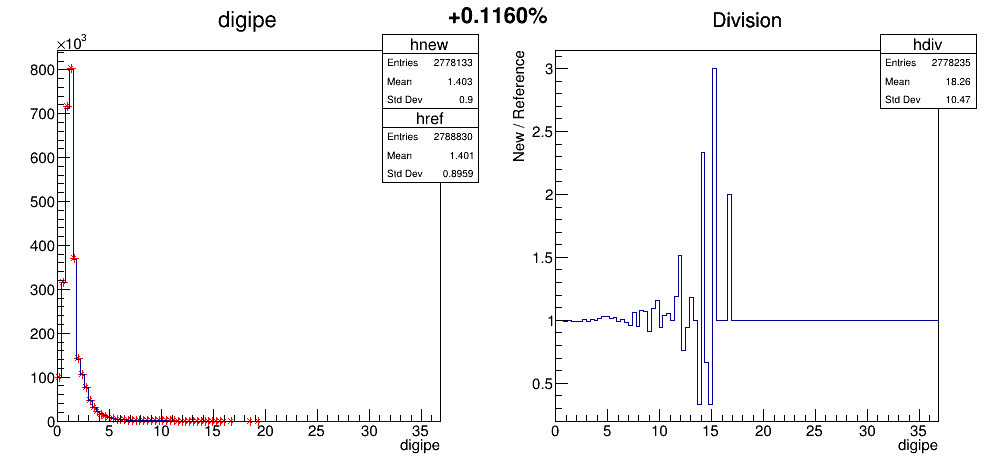 +0.1160%
digipe
×10³
hnew
Entries 2778133
Mean 1.403
Std Dev 0.9
href
Entries 2788830
Mean 1.401
Std Dev 0.8959
800
700
600
500
400
300
200
100
0
0 5 10 15 20 25 30 35
digipe
Division
hdiv
Entries 2778235
Mean 18.26
Std Dev 10.47
New / Reference
3
2.5
2
1.5
1
0.5
0 5 10 15 20 25 30 35
digipe